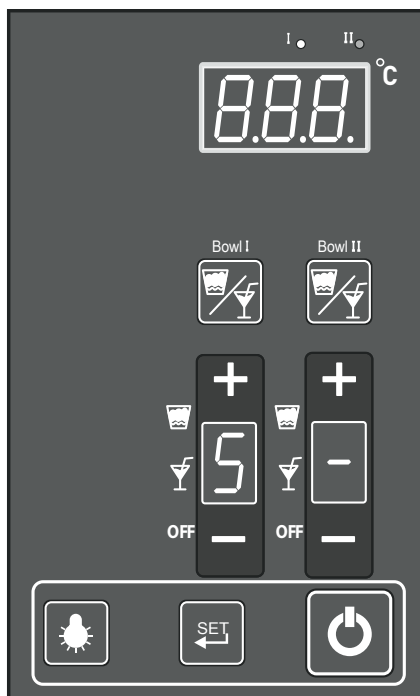 I II
°C
8.8.8.
Bowl I Bowl II
+ +
5 -
OFF - OFF -
SET